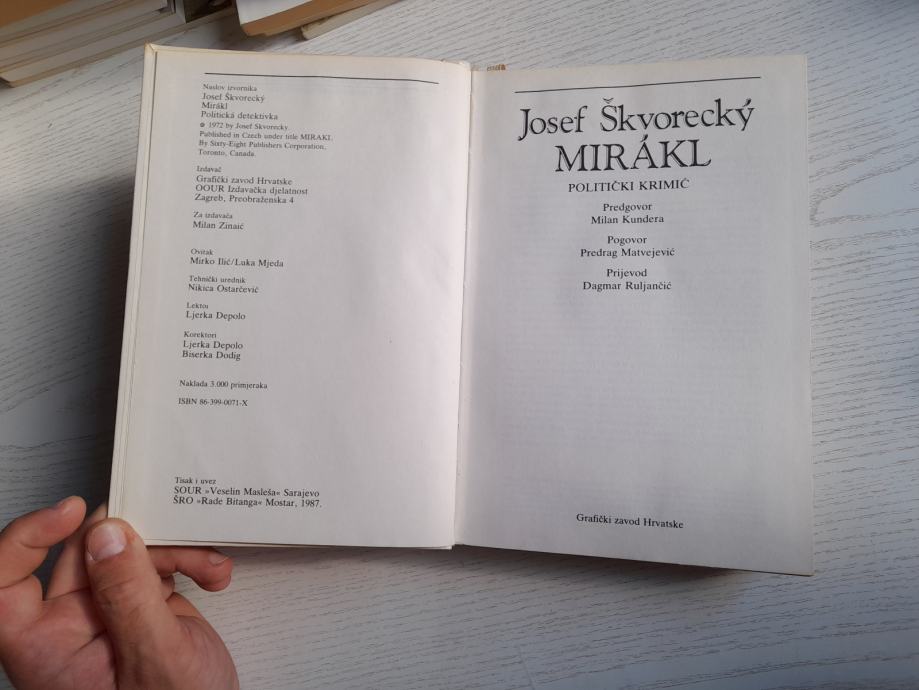 Naslov izvornika
Josef Škvorecký
Mirákl
Politická detektivka
© 1972 by Josef Skvorecky.
Published in Czech under title MIRAKL
By Sixty-Eight Publishers Corporation,
Toronto, Canada.
Izdavač
Grafički zavod Hrvatske
OOUR Izdavačka djelatnost
Zagreb, Preobraženska 4
Za izdavača
Milan Zinaić
Ovitak
Mirko Ilić/Luka Mjeda
Tehnički urednik
Nikica Ostarčević
Lektor
Ljerka Depolo
Korektori
Ljerka Depolo
Biserka Dodig
Naklada 3.000 primjeraka
ISBN 86-399-0071-X
Tisak i uvez
SOUR »Veselin Masleša« Sarajevo
ŠRO »Rade Bitanga« Mostar, 1987.
Josef Škvorecký
MIRÁKL
POLITIČKI KRIMIĆ
Predgovor
Milan Kundera
Pogovor
Predrag Matvejević
Prijevod
Dagmar Ruljančić
Grafički zavod Hrvatske